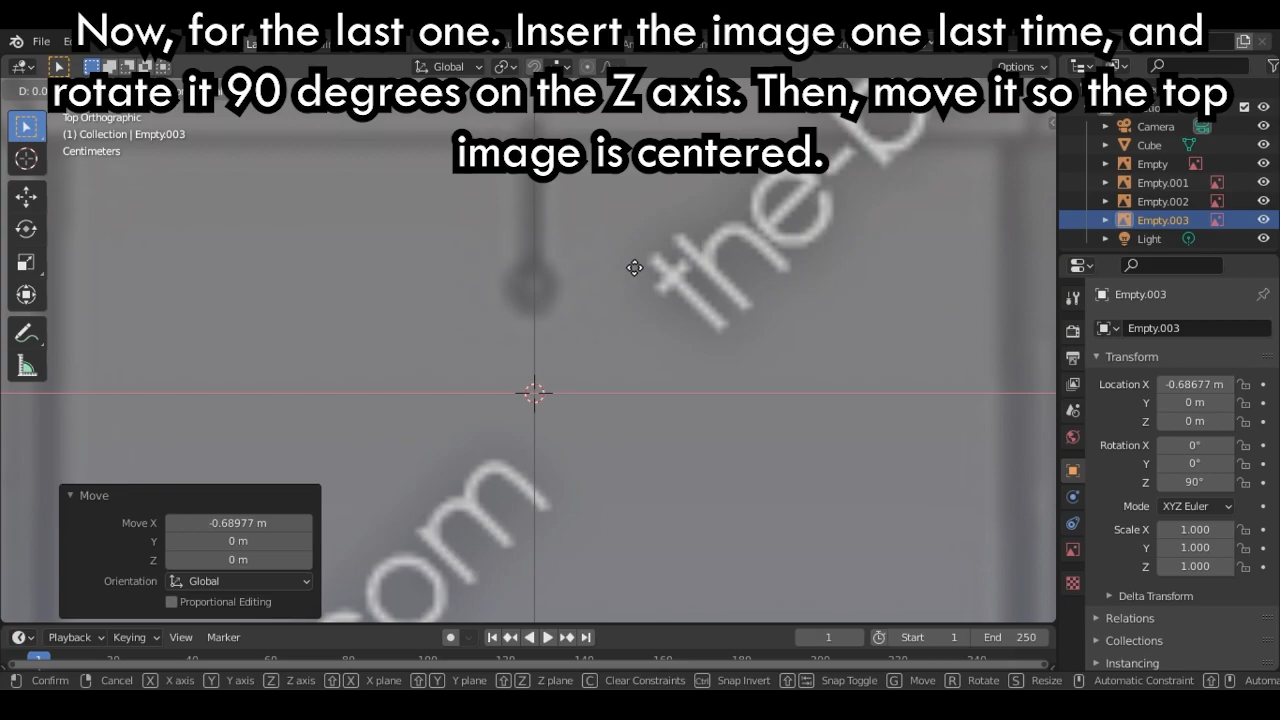 Now, for the last one. Insert the image one last time, and
rotate it 90 degrees on the Z axis. Then, move it so the top
image is centered.
File
Global
Options
D: 0.0
Top Orthographic
(1) Collection | Empty.003
Centimeters
Camera
Cube
Empty
Empty.001
Empty.002
Empty.003
Light
the-b
om
Empty.003
Empty.003
Transform
Location X -0.68677 m
Y 0 m
Z 0 m
Rotation X 0°
Y 0°
Z 90°
Mode XYZ Euler
Scale X 1.000
Y 1.000
Z 1.000
Delta Transform
Relations
Collections
Instancing
Move
Move X -0.68977 m
Y 0 m
Z 0 m
Orientation Global
Proportional Editing
Playback Keying View Marker 1 Start 1 End 250
Confirm Cancel X X axis Y Y axis Z Z axis X X plane Y Y plane Z Z plane C Clear Constraints Ctrl Snap Invert Snap Toggle G Move R Rotate S Resize Automatic Constraint Automa